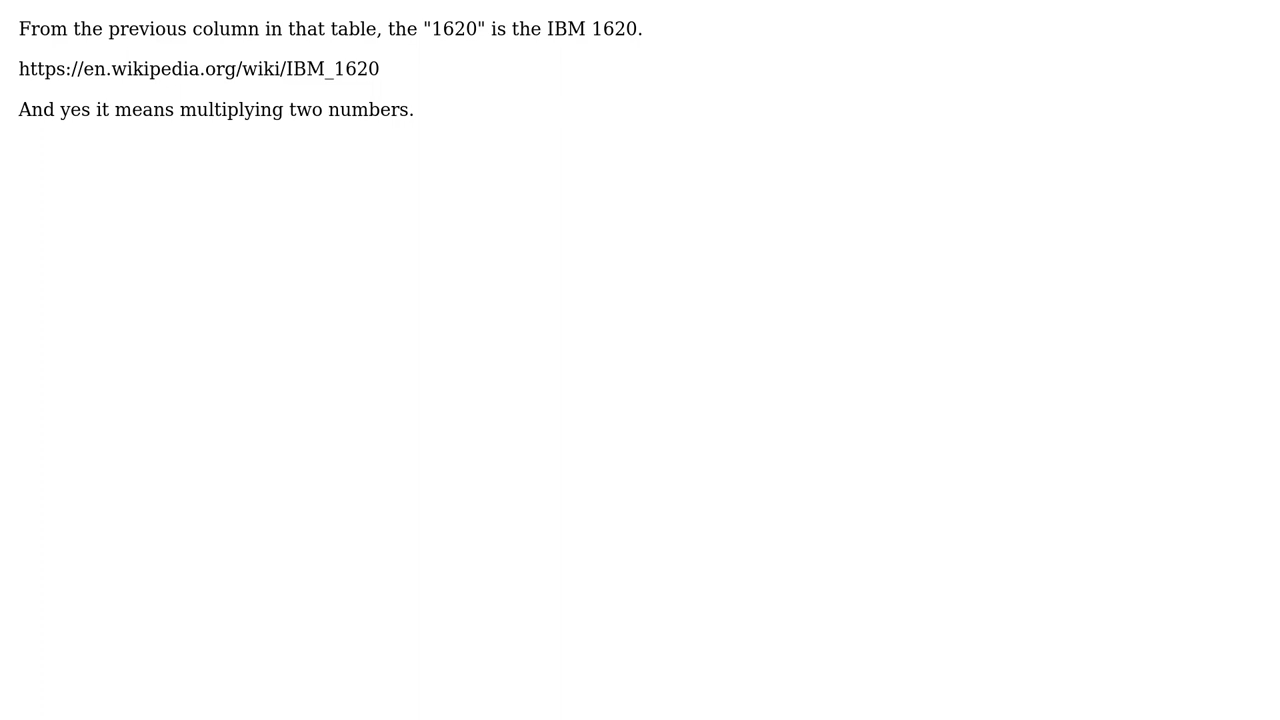 From the previous column in that table, the "1620" is the IBM 1620.
https://en.wikipedia.org/wiki/IBM_1620
And yes it means multiplying two numbers.